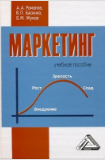 А.А. Романов
В.П. Басенко
Б.М. Жуков
МАРКЕТИНГ
учебное пособие
Зрелость
Рост
Спад
Внедрение